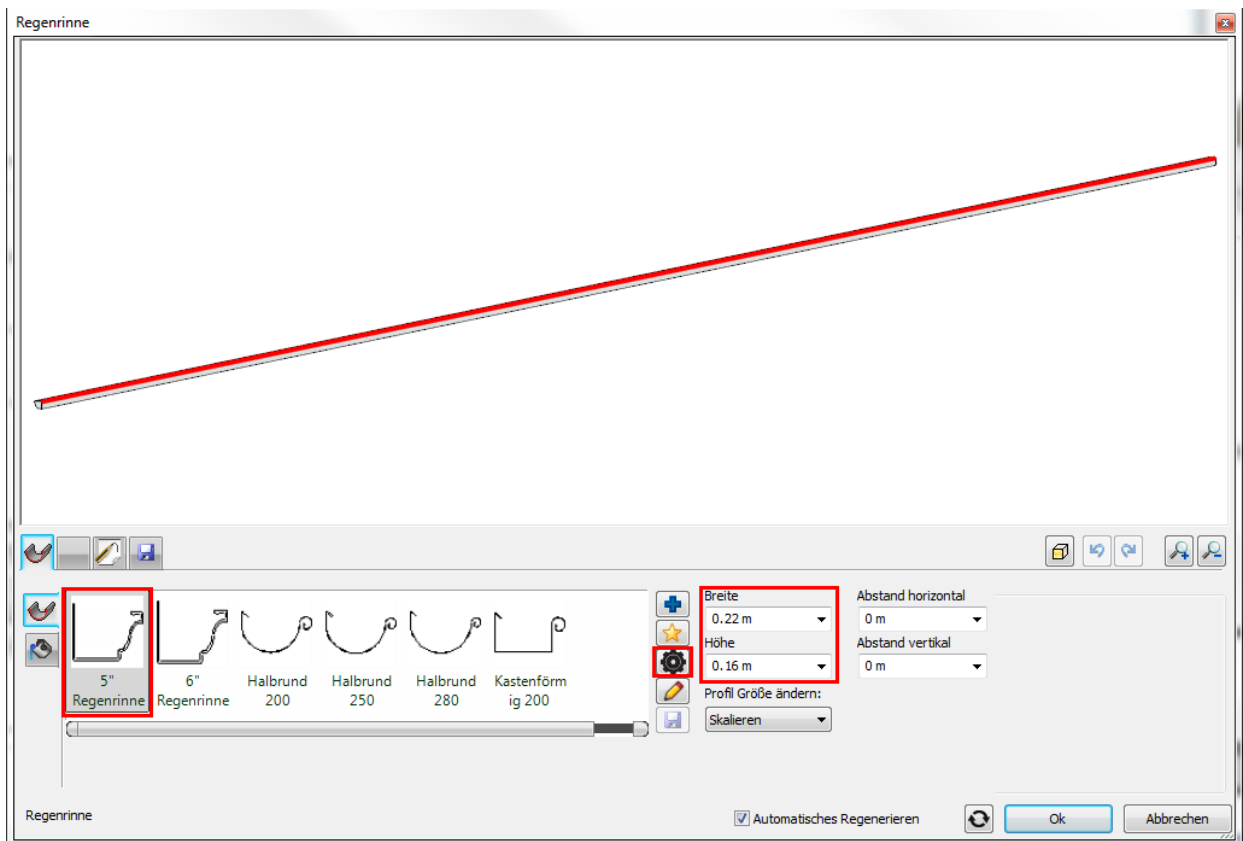 Regenrinne
5"
Regenrinne
6"
Regenrinne
Halbrund
200
Halbrund
250
Halbrund
280
Kastenförm
ig 200
Breite
0.22 m
Höhe
0.16 m
Profil Größe ändern:
Skalieren
Abstand horizontal
0 m
Abstand vertikal
0 m
Regenrinne
Automatisches Regenerieren
Ok
Abbrechen